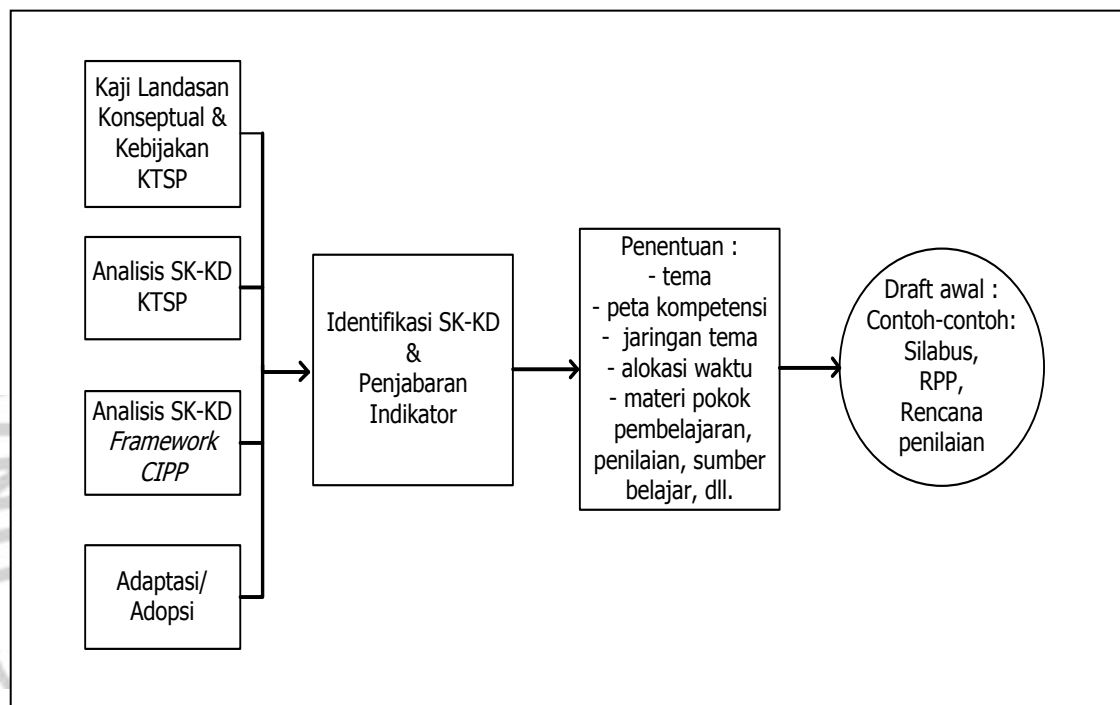 Kaji Landasan
Konseptual &
Kebijakan
KTSP
Analisis SK-KD
KTSP
Analisis SK-KD
Framework
CIPP
Adaptasi/
Adopsi
Identifikasi SK-KD
&
Penjabaran
Indikator
Penentuan :
- tema
- peta kompetensi
- jaringan tema
- alokasi waktu
- materi pokok
pembelajaran,
penilaian, sumber
belajar, dll.
Draft awal :
Contoh-contoh:
Silabus,
RPP,
Rencana
penilaian